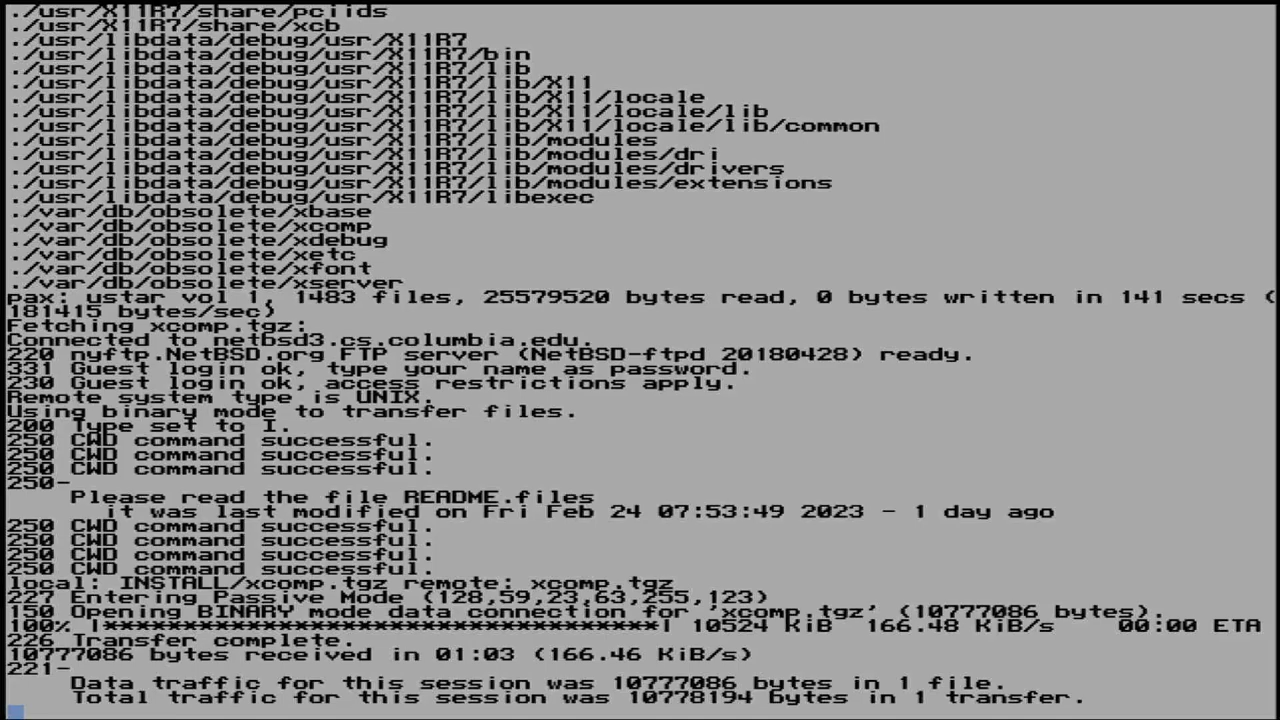 ./usr/X11R7/share/pciids
./usr/X11R7/share/xcb
./usr/libdata/debug/usr/X11R7
./usr/libdata/debug/usr/X11R7/bin
./usr/libdata/debug/usr/X11R7/lib
./usr/libdata/debug/usr/X11R7/lib/X11
./usr/libdata/debug/usr/X11R7/lib/X11/locale
./usr/libdata/debug/usr/X11R7/lib/X11/locale/lib
./usr/libdata/debug/usr/X11R7/lib/X11/locale/lib/common
./usr/libdata/debug/usr/X11R7/lib/modules
./usr/libdata/debug/usr/X11R7/lib/modules/dri
./usr/libdata/debug/usr/X11R7/lib/modules/drivers
./usr/libdata/debug/usr/X11R7/lib/modules/extensions
./usr/libdata/debug/usr/X11R7/libexec
./var/db/obsolete/xbase
./var/db/obsolete/xcomp
./var/db/obsolete/xdebug
./var/db/obsolete/xetc
./var/db/obsolete/xfont
./var/db/obsolete/xserver
pax: ustar vol 1, 1483 files, 25579520 bytes read, 0 bytes written in 141 secs (
181415 bytes/sec)
Fetching xcomp.tgz:
Connected to netbsd3.cs.columbia.edu.
220 nyftp.NetBSD.org FTP server (NetBSD-ftpd 20180428) ready.
331 Guest login ok, type your name as password.
230 Guest login ok, access restrictions apply.
Remote system type is UNIX.
Using binary mode to transfer files.
200 Type set to I.
250 CWD command successful.
250 CWD command successful.
250 CWD command successful.
250-
    Please read the file README.files
      it was last modified on Fri Feb 24 07:53:49 2023 - 1 day ago
250 CWD command successful.
250 CWD command successful.
250 CWD command successful.
250 CWD command successful.
local: INSTALL/xcomp.tgz remote: xcomp.tgz
227 Entering Passive Mode (128,59,23,63,255,123)
150 Opening BINARY mode data connection for 'xcomp.tgz' (10777086 bytes).
100% |***********************************| 10524 KiB  166.48 KiB/s    00:00 ETA
226 Transfer complete.
10777086 bytes received in 01:03 (166.46 KiB/s)
221-
    Data traffic for this session was 10777086 bytes in 1 file.
    Total traffic for this session was 10778194 bytes in 1 transfer.